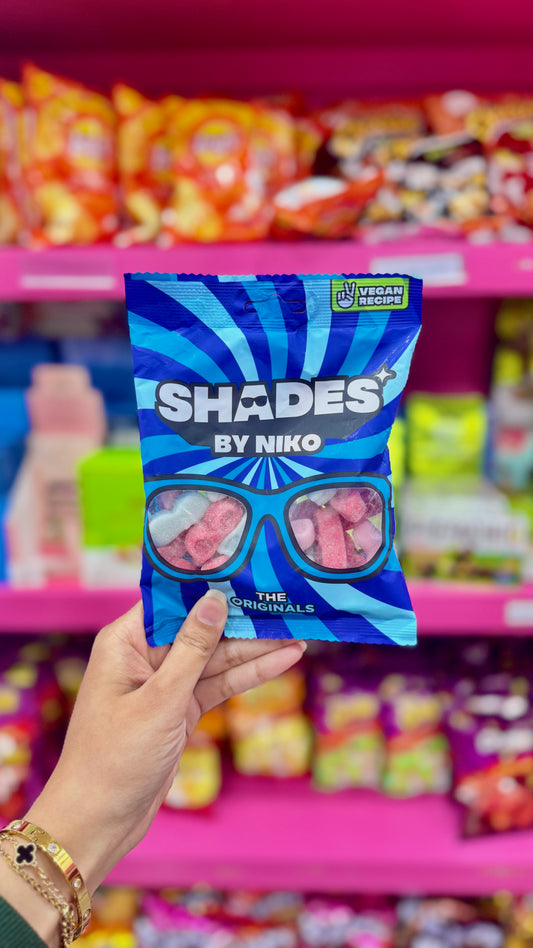 VEGAN
RECIPE
SHADES
BY NIKO
THE
ORIGINALS